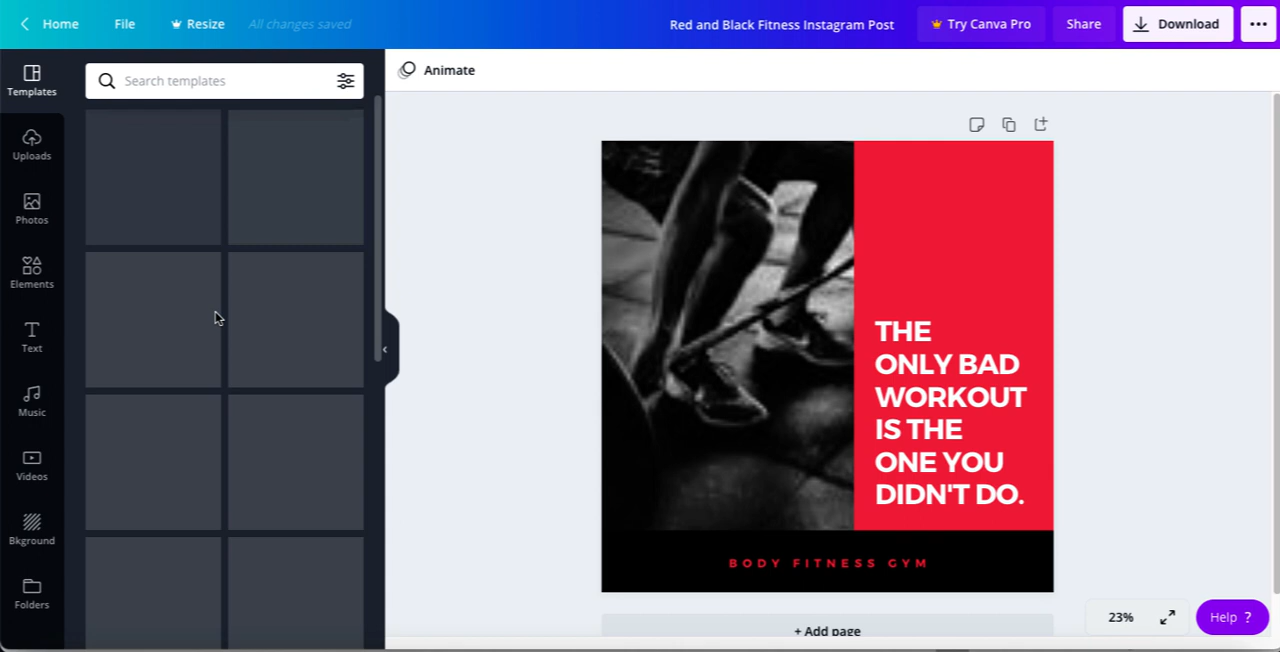 Home File Resize All changes saved Red and Black Fitness Instagram Post Try Canva Pro Share Download
Templates
Search templates
Animate
Uploads
Photos
Elements
Text
Music
Videos
Bkground
Folders
THE
ONLY BAD
WORKOUT
IS THE
ONE YOU
DIDN'T DO.
BODY FITNESS GYM
+ Add page
23%
Help ?